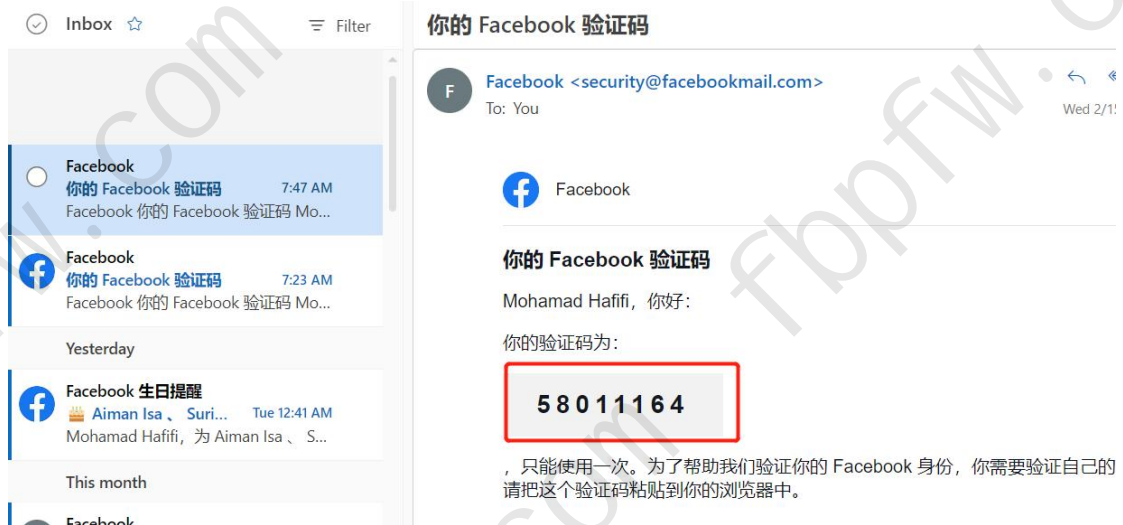 Inbox
Filter
Facebook
你的 Facebook 验证码 7:47 AM
Facebook 你的 Facebook 验证码 Mo...
Facebook
你的 Facebook 验证码 7:23 AM
Facebook 你的 Facebook 验证码 Mo...
Yesterday
Facebook 生日提醒
Aiman Isa 、 Suri... Tue 12:41 AM
Mohamad Hafifi，为 Aiman Isa 、 S...
This month
Facebook
你的 Facebook 验证码
F
Facebook <security@facebookmail.com>
To: You
Wed 2/15
Facebook
你的 Facebook 验证码
Mohamad Hafifi，你好：
你的验证码为：
58011164
，只能使用一次。为了帮助我们验证你的 Facebook 身份，你需要验证自己的
请把这个验证码粘贴到你的浏览器中。
fbpfw.com